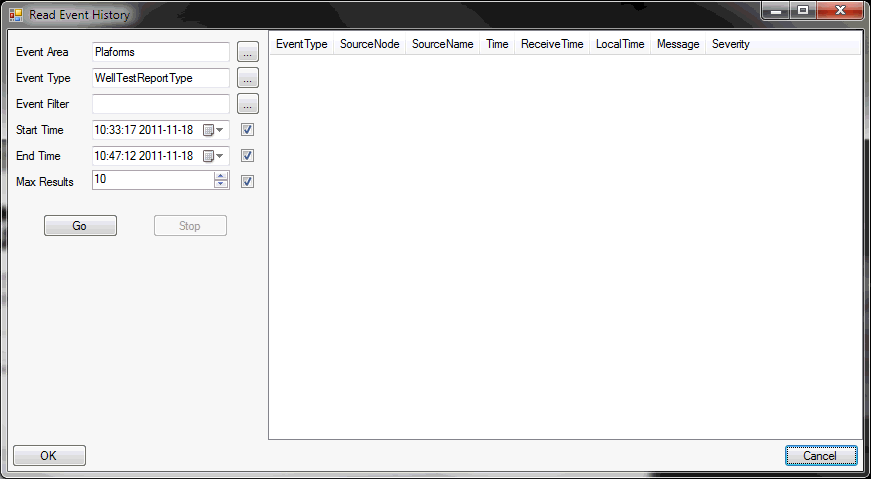 Read Event History
Event Area Plaforms ...
Event Type WellTestReportType ...
Event Filter ...
Start Time 10:33:17 2011-11-18
End Time 10:47:12 2011-11-18
Max Results 10
Go Stop
EventType SourceNode SourceName Time ReceiveTime LocalTime Message Severity
OK Cancel